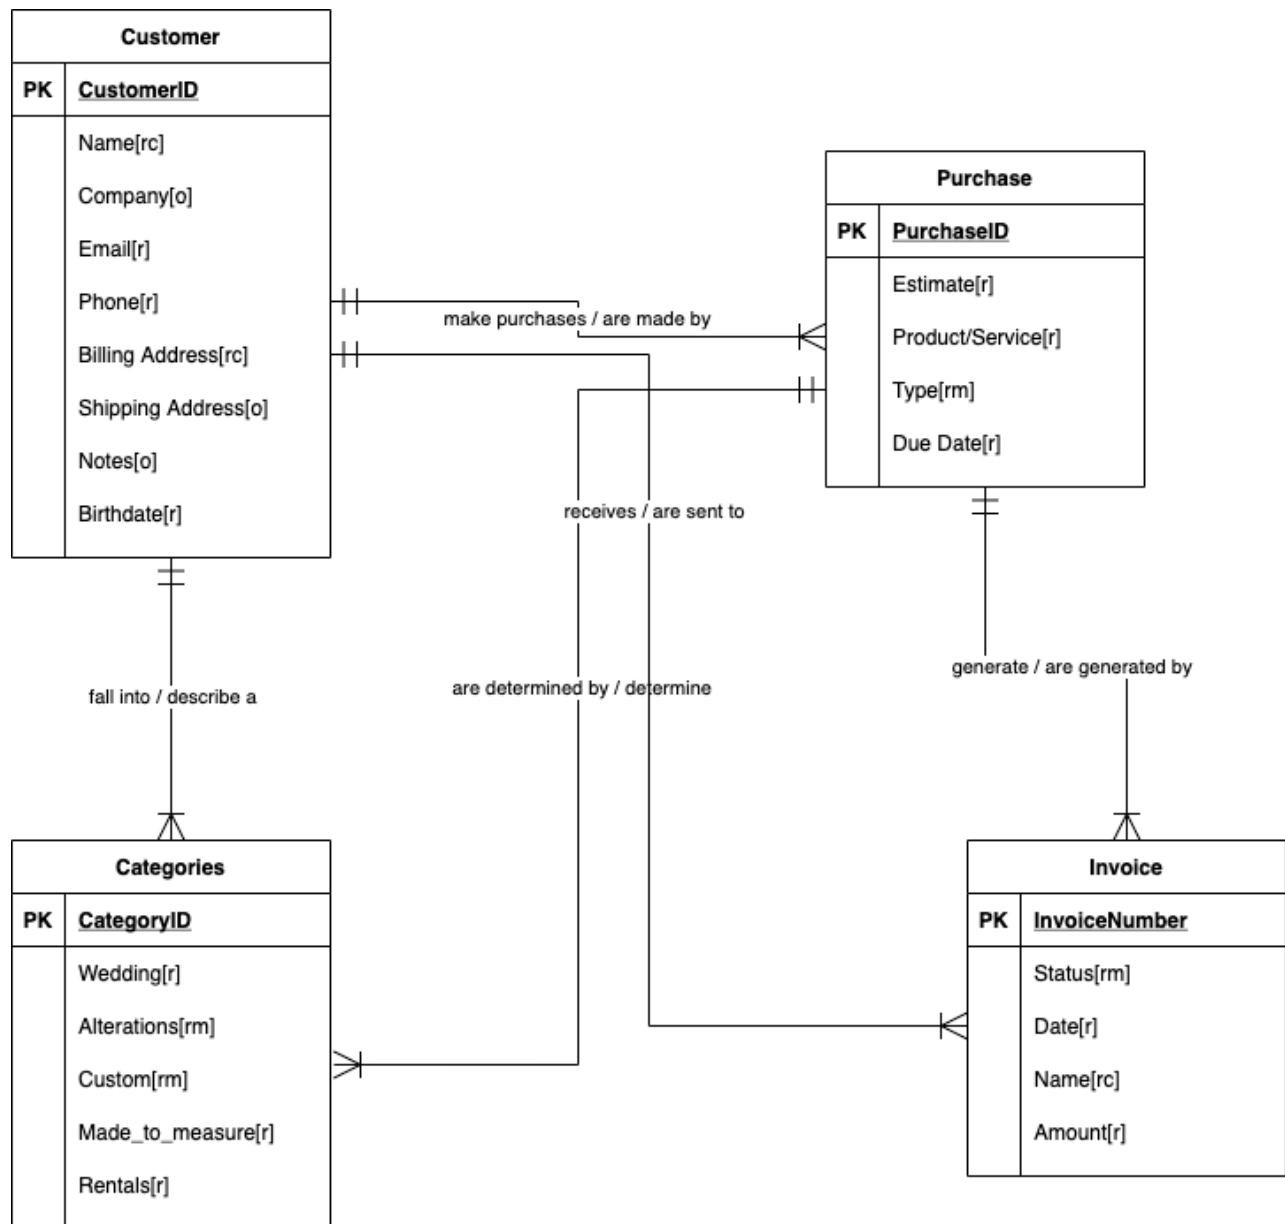 Customer
PK CustomerID
Name[rc]
Company[o]
Email[r]
Phone[r]
Billing Address[rc]
Shipping Address[o]
Notes[o]
Birthdate[r]
Purchase
PK PurchaseID
Estimate[r]
Product/Service[r]
Type[rm]
Due Date[r]
make purchases / are made by
receives / are sent to
generate / are generated by
are determined by / determine
fall into / describe a
Categories
PK CategoryID
Wedding[r]
Alterations[rm]
Custom[rm]
Made_to_measure[r]
Rentals[r]
Invoice
PK InvoiceNumber
Status[rm]
Date[r]
Name[rc]
Amount[r]